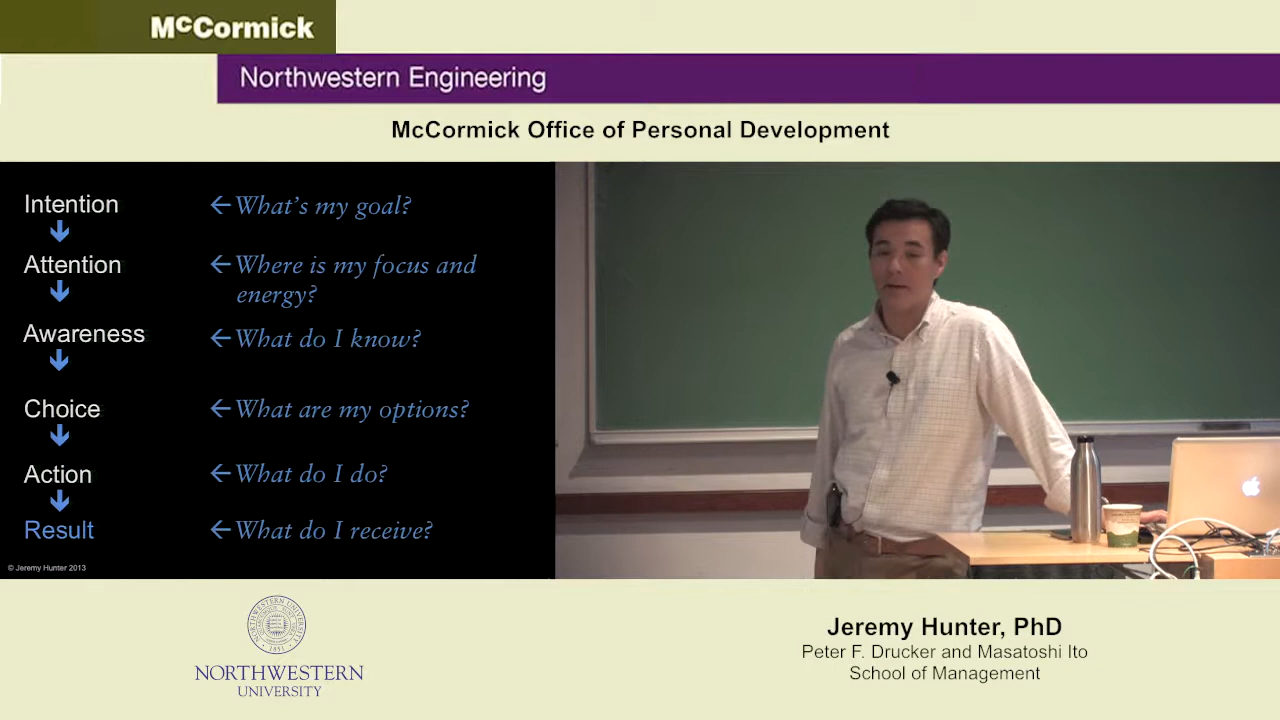 McCormick
Northwestern Engineering
McCormick Office of Personal Development
Intention ← What's my goal?
↓
Attention ← Where is my focus and
energy?
↓
Awareness ← What do I know?
↓
Choice ← What are my options?
↓
Action ← What do I do?
↓
Result ← What do I receive?
© Jeremy Hunter 2013
1851
NORTHWESTERN
UNIVERSITY
Jeremy Hunter, PhD
Peter F. Drucker and Masatoshi Ito
School of Management